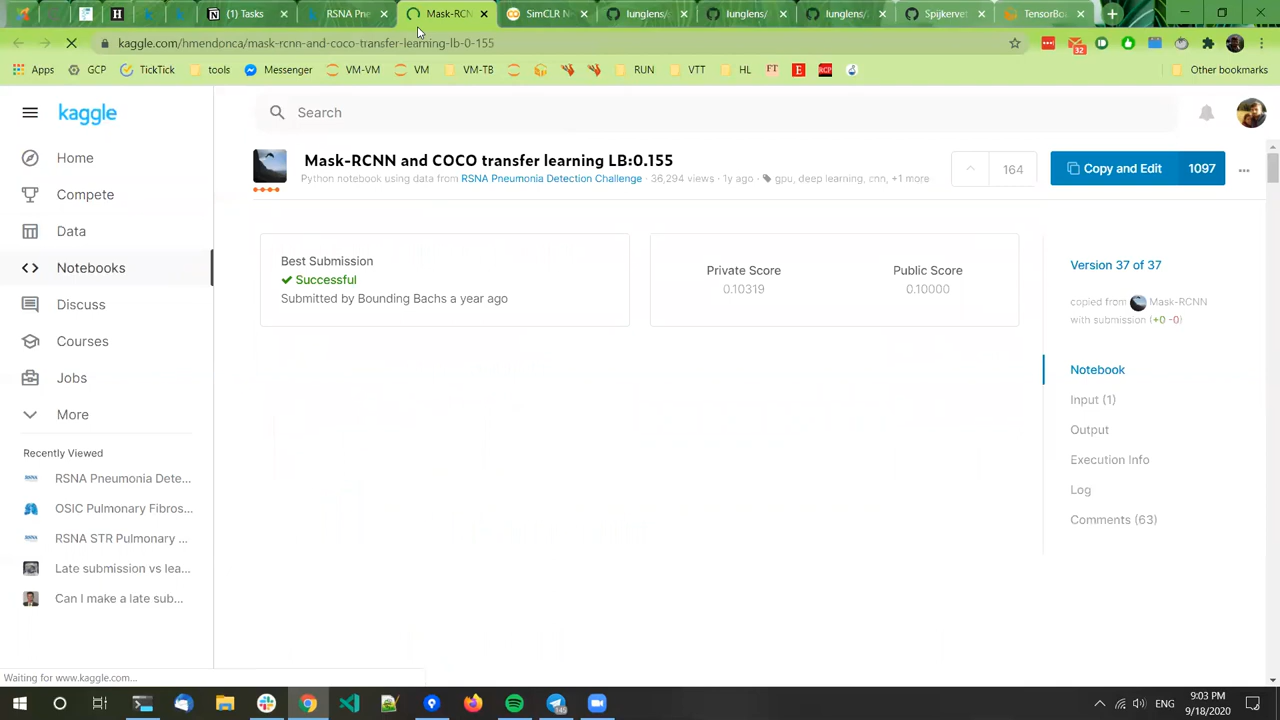 (1) Tasks
RSNA Pne
Mask-RCN
SimCLR N
lunglens/g
lunglens/
lunglens/
Spijkervet
TensorBo
kaggle.com/hmendonca/mask-rcnn-and-coco-transfer-learning-lb-0-155
32
Apps
GCP
TickTick
tools
Messenger
VM-VM
VM
VM-TB
RUN
VTT
HL
FT
E
RCP
Other bookmarks
kaggle
Search
Home
Compete
Data
Notebooks
Discuss
Courses
Jobs
More
Recently Viewed
RSNA Pneumonia Dete...
OSIC Pulmonary Fibros...
RSNA STR Pulmonary ...
Late submission vs lea...
Can I make a late sub...
Mask-RCNN and COCO transfer learning LB:0.155
Python notebook using data from RSNA Pneumonia Detection Challenge · 36,294 views · 1y ago · gpu, deep learning, cnn, +1 more
164
Copy and Edit
1097
Best Submission
Successful
Submitted by Bounding Bachs a year ago
Private Score
0.10319
Public Score
0.10000
Version 37 of 37
copied from Mask-RCNN
with submission (+0 -0)
Notebook
Input (1)
Output
Execution Info
Log
Comments (63)
Waiting for www.kaggle.com...
ENG
9:03 PM
9/18/2020